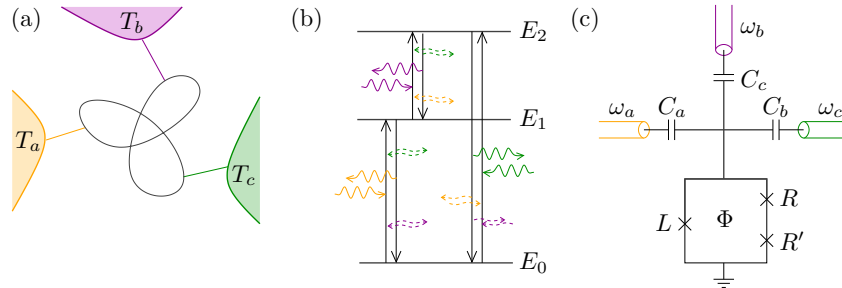 (a)
T_b
T_a
T_c
(b)
E_2
E_1
E_0
(c)
ω_b
C_c
ω_a
C_a
C_b
ω_c
L
Φ
R
R'